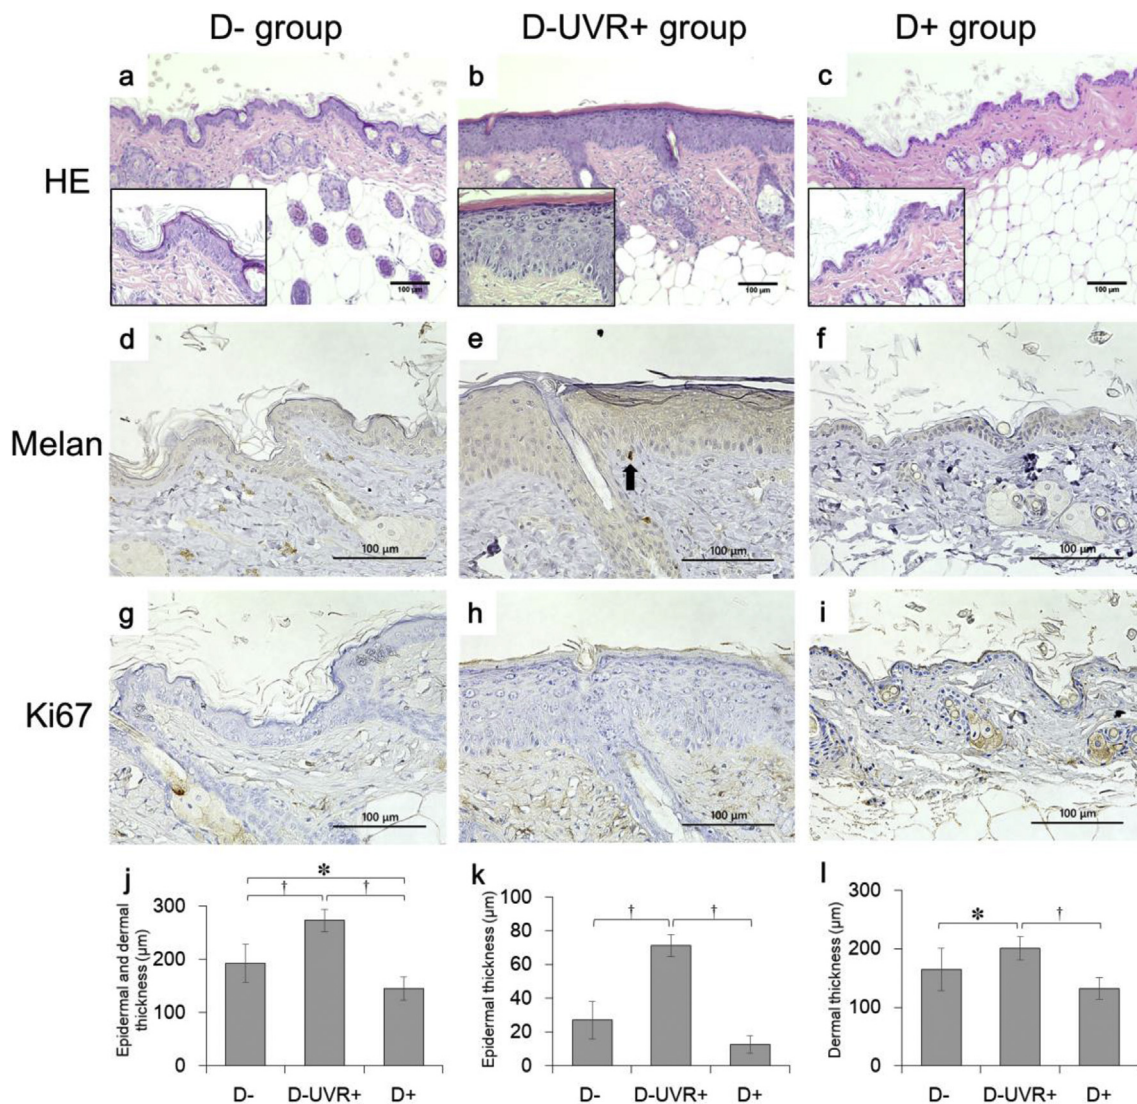 D- group D-UVR+ group D+ group
a b c
HE
100 µm 100 µm 100 µm
d e f
Melan
100 µm 100 µm 100 µm
g h i
Ki67
100 µm 100 µm 100 µm
j
Epidermal and dermal
thickness (µm)
300
200
100
0
* † †
D- D-UVR+ D+
k
Epidermal thickness (µm)
100
80
60
40
20
0
† †
D- D-UVR+ D+
l
Dermal thickness (µm)
300
200
100
0
* †
D- D-UVR+ D+